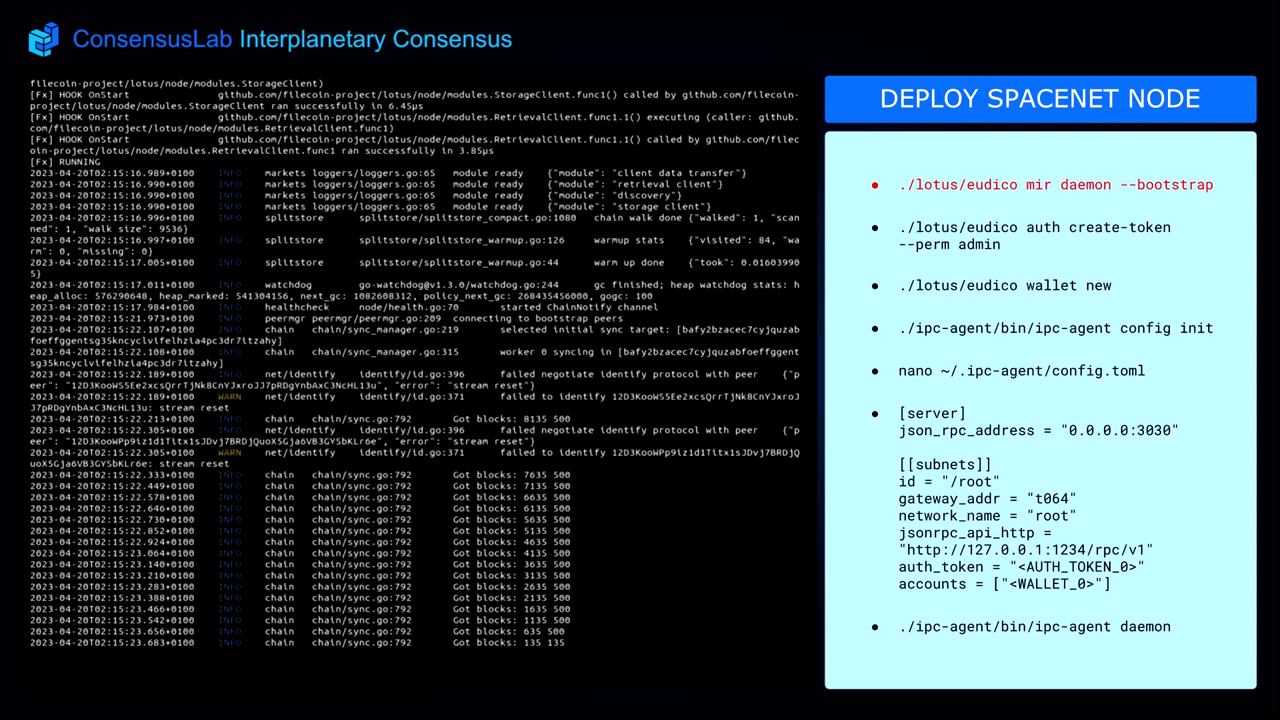 ConsensusLab Interplanetary Consensus
filecoin-project/lotus/node/modules.StorageClient)
[Fx] HOOK OnStart github.com/filecoin-project/lotus/node/modules.StorageClient.func1() called by github.com/filecoin-
project/lotus/node/modules.StorageClient ran successfully in 6.45µs
[Fx] HOOK OnStart github.com/filecoin-project/lotus/node/modules.RetrievalClient.func1.1() executing (caller: github.
com/filecoin-project/lotus/node/modules.RetrievalClient.func1)
[Fx] HOOK OnStart github.com/filecoin-project/lotus/node/modules.RetrievalClient.func1.1() called by github.com/filec
oin-project/lotus/node/modules.RetrievalClient.func1 ran successfully in 3.85µs
[Fx] RUNNING
2023-04-20T02:15:16.989+0100 INFO markets loggers/loggers.go:65 module ready {"module": "client data transfer"}
2023-04-20T02:15:16.990+0100 INFO markets loggers/loggers.go:65 module ready {"module": "retrieval client"}
2023-04-20T02:15:16.990+0100 INFO markets loggers/loggers.go:65 module ready {"module": "discovery"}
2023-04-20T02:15:16.990+0100 INFO markets loggers/loggers.go:65 module ready {"module": "storage client"}
2023-04-20T02:15:16.996+0100 INFO splitstore splitstore/splitstore_compact.go:1080 chain walk done {"walked": 1, "scan
ned": 1, "walk size": 9536}
2023-04-20T02:15:16.997+0100 INFO splitstore splitstore/splitstore_warmup.go:126 warmup stats {"visited": 84, "wa
rm": 0, "missing": 0}
2023-04-20T02:15:17.005+0100 INFO splitstore splitstore/splitstore_warmup.go:44 warm up done {"took": 0.01603990
5}
2023-04-20T02:15:17.011+0100 INFO watchdog go-watchdog@v1.3.0/watchdog.go:244 gc finished; heap watchdog stats: h
eap_alloc: 576290648, heap_marked: 541304156, next_gc: 1082608312, policy_next_gc: 268435456000, gogc: 100
2023-04-20T02:15:17.984+0100 INFO healthcheck node/health.go:70 started ChainNotify channel
2023-04-20T02:15:21.973+0100 INFO peermgr peermgr/peermgr.go:209 connecting to bootstrap peers
2023-04-20T02:15:22.107+0100 INFO chain chain/sync_manager.go:219 selected initial sync target: [bafy2bzacec7cyjquzab
foeffggentsg35kncyclvifelhzia4pc3dr7itzahy]
2023-04-20T02:15:22.108+0100 INFO chain chain/sync_manager.go:315 worker 0 syncing in [bafy2bzacec7cyjquzabfoeffggent
sg35kncyclvifelhzia4pc3dr7itzahy]
2023-04-20T02:15:22.189+0100 INFO net/identify identify/id.go:396 failed negotiate identify protocol with peer {"p
eer": "12D3KooWS5Ee2xcsQrrTjNk8CnYJxroJJ7pRDgYnbAxC3NcHL13u", "error": "stream reset"}
2023-04-20T02:15:22.189+0100 WARN net/identify identify/id.go:371 failed to identify 12D3KooWS5Ee2xcsQrrTjNk8CnYJxroJ
J7pRDgYnbAxC3NcHL13u: stream reset
2023-04-20T02:15:22.213+0100 INFO chain chain/sync.go:792 Got blocks: 8135 500
2023-04-20T02:15:22.305+0100 INFO net/identify identify/id.go:396 failed negotiate identify protocol with peer {"p
eer": "12D3KooWPp9iz1d1Titx1sJDvj7BRDjQuoX5Gja6VB3GYSbKLr6e", "error": "stream reset"}
2023-04-20T02:15:22.305+0100 WARN net/identify identify/id.go:371 failed to identify 12D3KooWPp9iz1d1Titx1sJDvj7BRDjQ
uoX5Gja6VB3GYSbKLr6e: stream reset
2023-04-20T02:15:22.333+0100 INFO chain chain/sync.go:792 Got blocks: 7635 500
2023-04-20T02:15:22.449+0100 INFO chain chain/sync.go:792 Got blocks: 7135 500
2023-04-20T02:15:22.578+0100 INFO chain chain/sync.go:792 Got blocks: 6635 500
2023-04-20T02:15:22.646+0100 INFO chain chain/sync.go:792 Got blocks: 6135 500
2023-04-20T02:15:22.730+0100 INFO chain chain/sync.go:792 Got blocks: 5635 500
2023-04-20T02:15:22.852+0100 INFO chain chain/sync.go:792 Got blocks: 5135 500
2023-04-20T02:15:22.924+0100 INFO chain chain/sync.go:792 Got blocks: 4635 500
2023-04-20T02:15:23.064+0100 INFO chain chain/sync.go:792 Got blocks: 4135 500
2023-04-20T02:15:23.140+0100 INFO chain chain/sync.go:792 Got blocks: 3635 500
2023-04-20T02:15:23.210+0100 INFO chain chain/sync.go:792 Got blocks: 3135 500
2023-04-20T02:15:23.283+0100 INFO chain chain/sync.go:792 Got blocks: 2635 500
2023-04-20T02:15:23.388+0100 INFO chain chain/sync.go:792 Got blocks: 2135 500
2023-04-20T02:15:23.466+0100 INFO chain chain/sync.go:792 Got blocks: 1635 500
2023-04-20T02:15:23.542+0100 INFO chain chain/sync.go:792 Got blocks: 1135 500
2023-04-20T02:15:23.656+0100 INFO chain chain/sync.go:792 Got blocks: 635 500
2023-04-20T02:15:23.683+0100 INFO chain chain/sync.go:792 Got blocks: 135 135
DEPLOY SPACENET NODE
● ./lotus/eudico mir daemon --bootstrap
● ./lotus/eudico auth create-token
--perm admin
● ./lotus/eudico wallet new
● ./ipc-agent/bin/ipc-agent config init
● nano ~/.ipc-agent/config.toml
● [server]
json_rpc_address = "0.0.0.0:3030"
[[subnets]]
id = "/root"
gateway_addr = "t064"
network_name = "root"
jsonrpc_api_http =
"http://127.0.0.1:1234/rpc/v1"
auth_token = "<AUTH_TOKEN_0>"
accounts = ["<WALLET_0>"]
● ./ipc-agent/bin/ipc-agent daemon